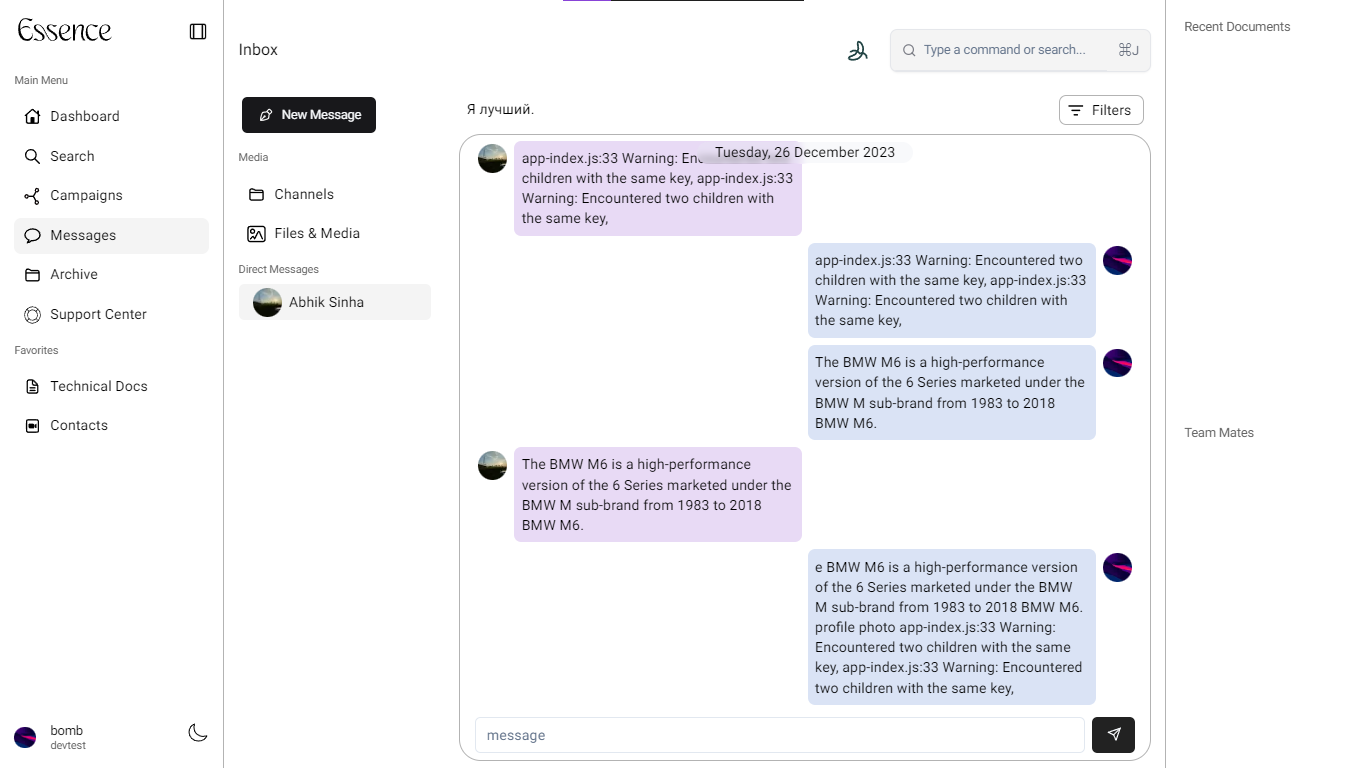 Essence
Main Menu
Dashboard
Search
Campaigns
Messages
Archive
Support Center
Favorites
Technical Docs
Contacts
bomb
devtest
Inbox
Type a command or search...
⌘J
New Message
Media
Channels
Files & Media
Direct Messages
Abhik Sinha
Я лучший.
Filters
Tuesday, 26 December 2023
app-index.js:33 Warning:
children with the same key, app-index.js:33
Warning: Encountered two children with
the same key,
app-index.js:33 Warning: Encountered two
children with the same key, app-index.js:33
Warning: Encountered two children with
the same key,
The BMW M6 is a high-performance
version of the 6 Series marketed under the
BMW M sub-brand from 1983 to 2018
BMW M6.
The BMW M6 is a high-performance
version of the 6 Series marketed under the
BMW M sub-brand from 1983 to 2018
BMW M6.
e BMW M6 is a high-performance version
of the 6 Series marketed under the BMW
M sub-brand from 1983 to 2018 BMW M6.
profile photo app-index.js:33 Warning:
Encountered two children with the same
key, app-index.js:33 Warning: Encountered
two children with the same key,
message
Recent Documents
Team Mates